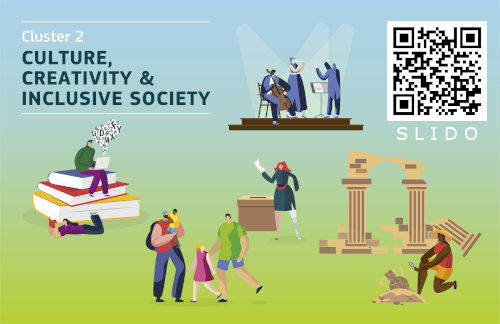 Cluster 2
CULTURE,
CREATIVITY &
INCLUSIVE SOCIETY
SLIDO